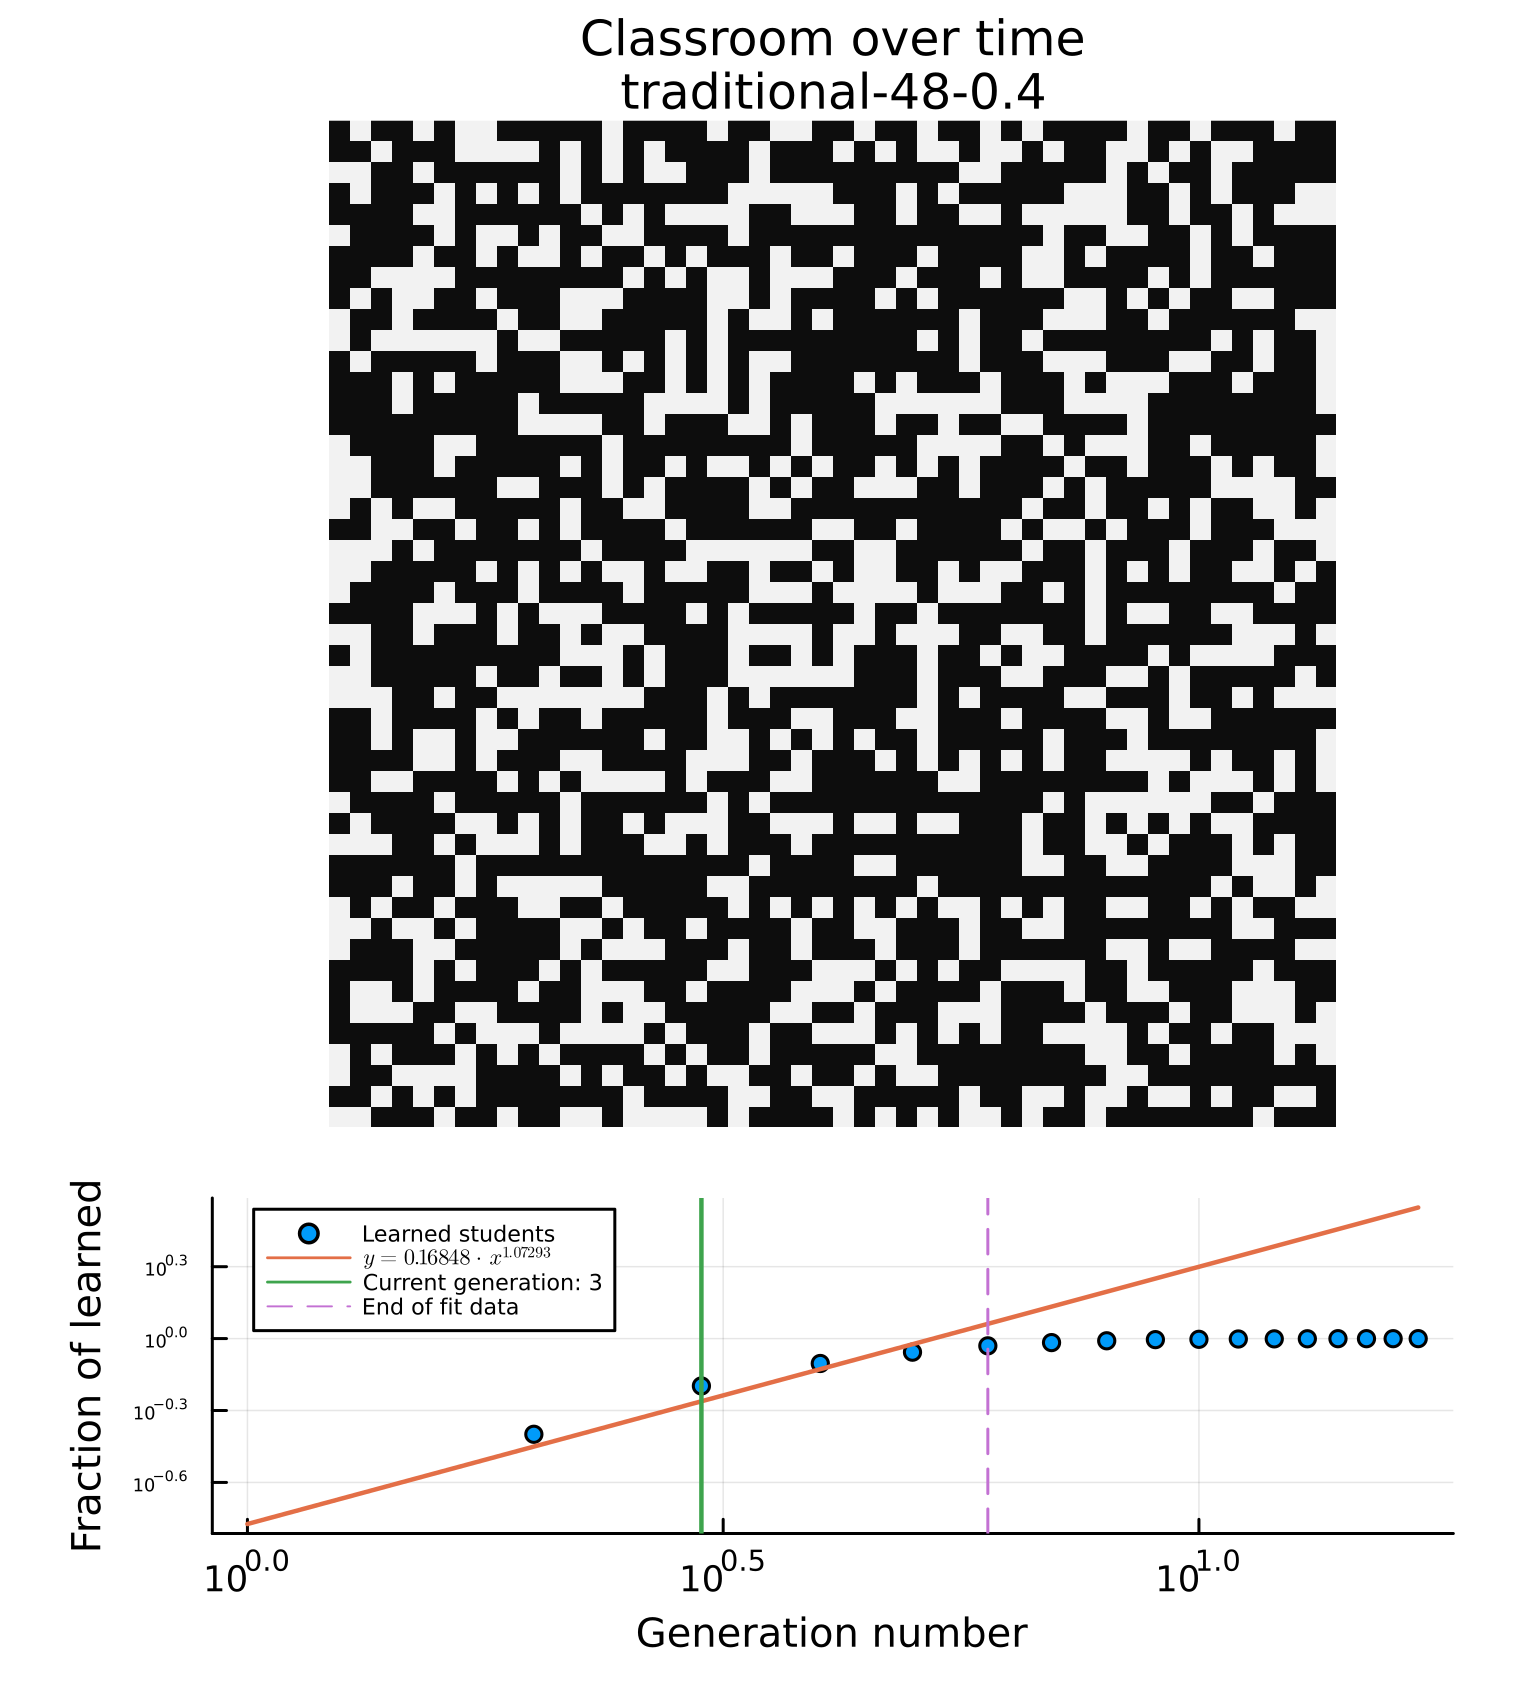 Classroom over time
traditional-48-0.4
Fraction of learned
Learned students
y = 0.16848 · x^1.07293
Current generation: 3
End of fit data
10^0.3
10^0.0
10^−0.3
10^−0.6
10^0.0 10^0.5 10^1.0
Generation number